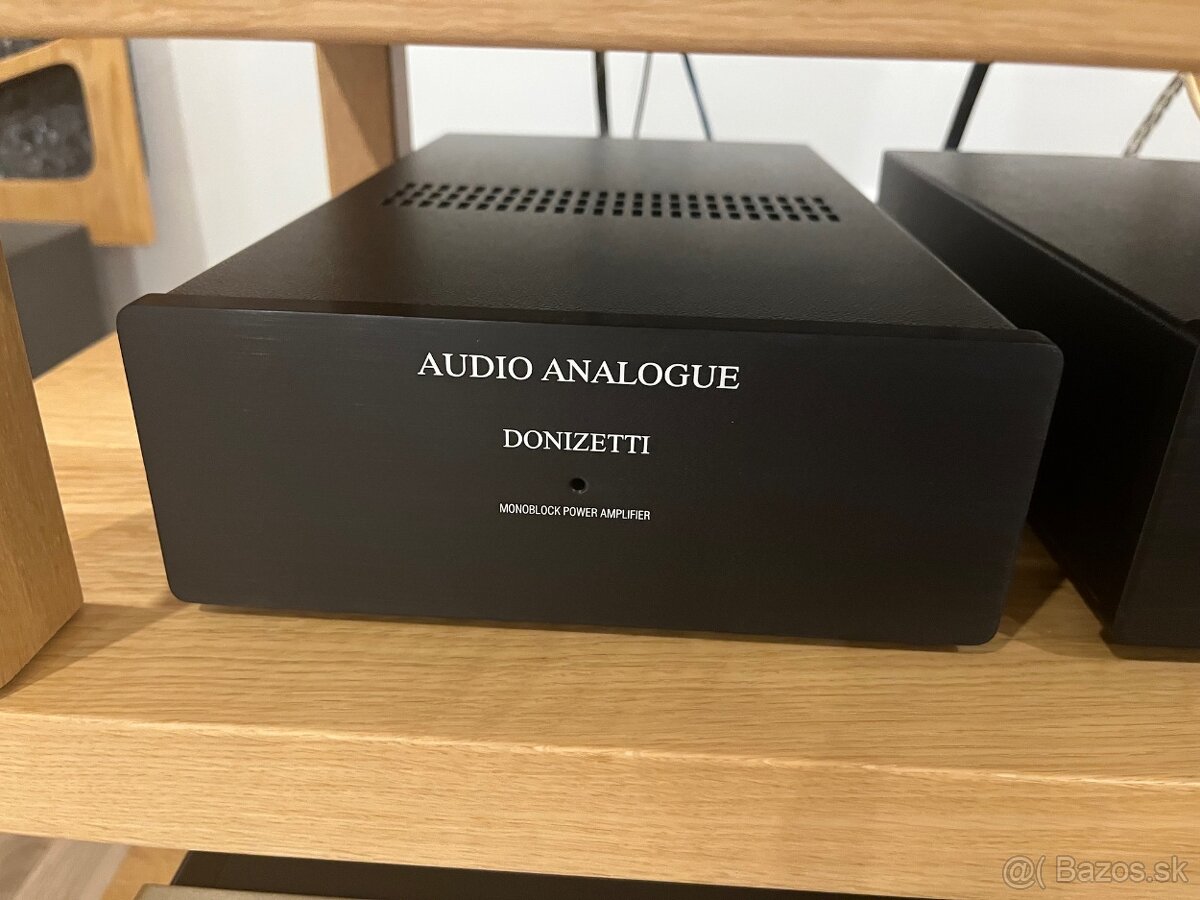 AUDIO ANALOGUE
DONIZETTI
MONOBLOCK POWER AMPLIFIER
@( Bazos.sk